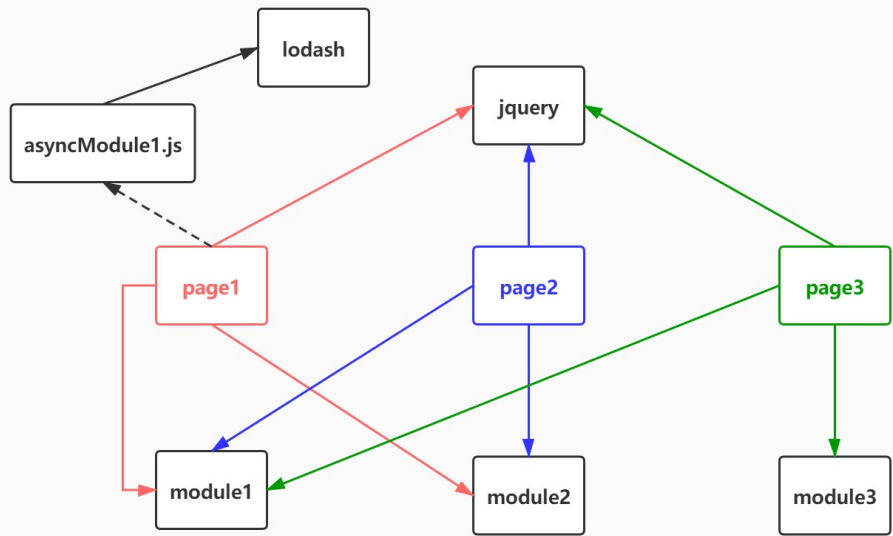 lodash
jquery
asyncModule1.js
page1
page2
page3
module1
module2
module3